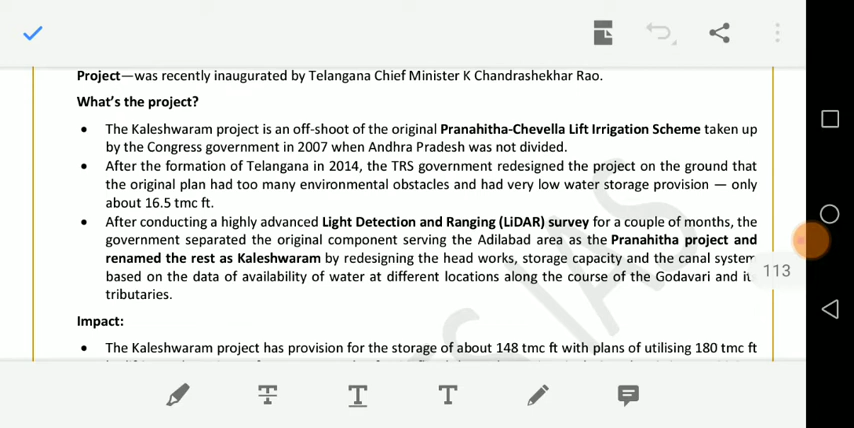 Project—was recently inaugurated by Telangana Chief Minister K Chandrashekhar Rao.
What's the project?
• The Kaleshwaram project is an off-shoot of the original Pranahitha-Chevella Lift Irrigation Scheme taken up
by the Congress government in 2007 when Andhra Pradesh was not divided.
• After the formation of Telangana in 2014, the TRS government redesigned the project on the ground that
the original plan had too many environmental obstacles and had very low water storage provision — only
about 16.5 tmc ft.
• After conducting a highly advanced Light Detection and Ranging (LiDAR) survey for a couple of months, the
government separated the original component serving the Adilabad area as the Pranahitha project and
renamed the rest as Kaleshwaram by redesigning the head works, storage capacity and the canal system
based on the data of availability of water at different locations along the course of the Godavari and its
tributaries.
113
Impact:
• The Kaleshwaram project has provision for the storage of about 148 tmc ft with plans of utilising 180 tmc ft
IAS
T T T